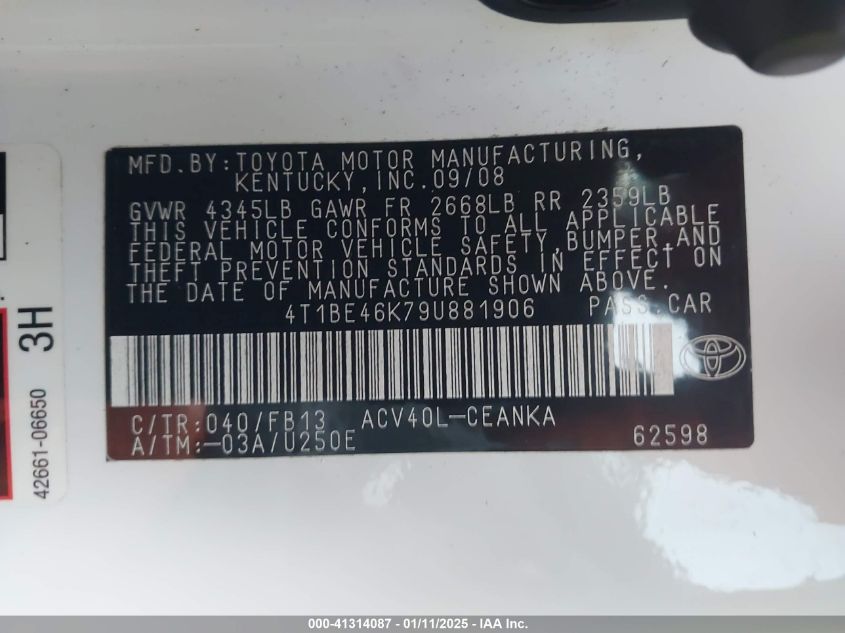 MFD.BY:TOYOTA MOTOR MANUFACTURING,
KENTUCKY,INC.09/08
GVWR 4345LB GAWR FR 2668LB RR 2359LB
THIS VEHICLE CONFORMS TO ALL APPLICABLE
FEDERAL MOTOR VEHICLE SAFETY,BUMPER,AND
THEFT PREVENTION STANDARDS IN EFFECT ON
THE DATE OF MANUFACTURE SHOWN ABOVE.
4T1BE46K79U881906 PASS.CAR
C/TR:040/FB13 ACV40L-CEANKA
A/TM:-03A/U250E 62598
3H
42661-06650
000-41314087 - 01/11/2025 - IAA Inc.